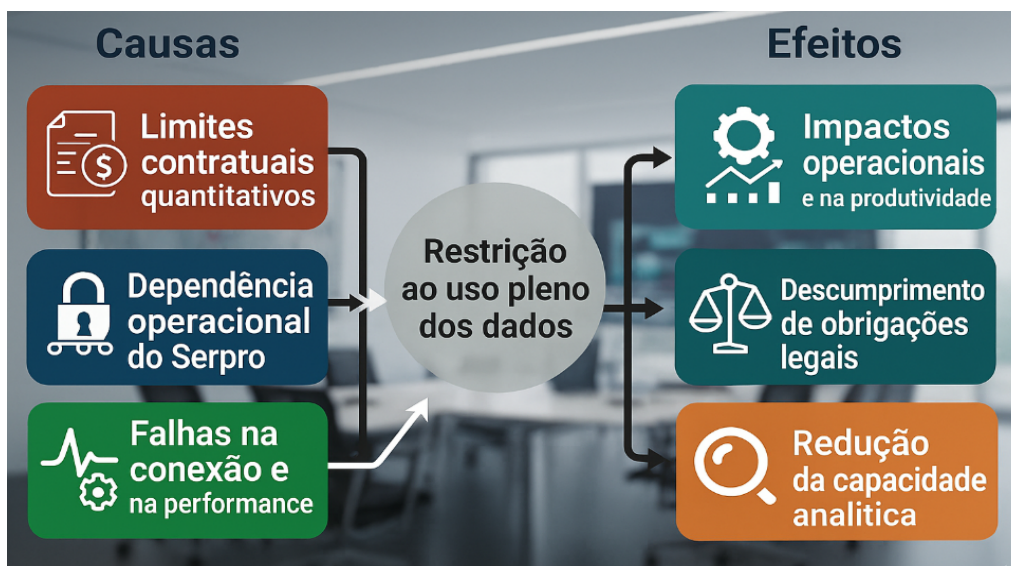 Causas
Limites
contratuais
quantitativos
$
Dependência
operacional
do Serpro
Falhas na
conexão e
na performance
Restrição
ao uso pleno
dos dados
Efeitos
Impactos
operacionais
e na produtividade
Descumprimento
de obrigações
legais
Redução
da capacidade
analitica